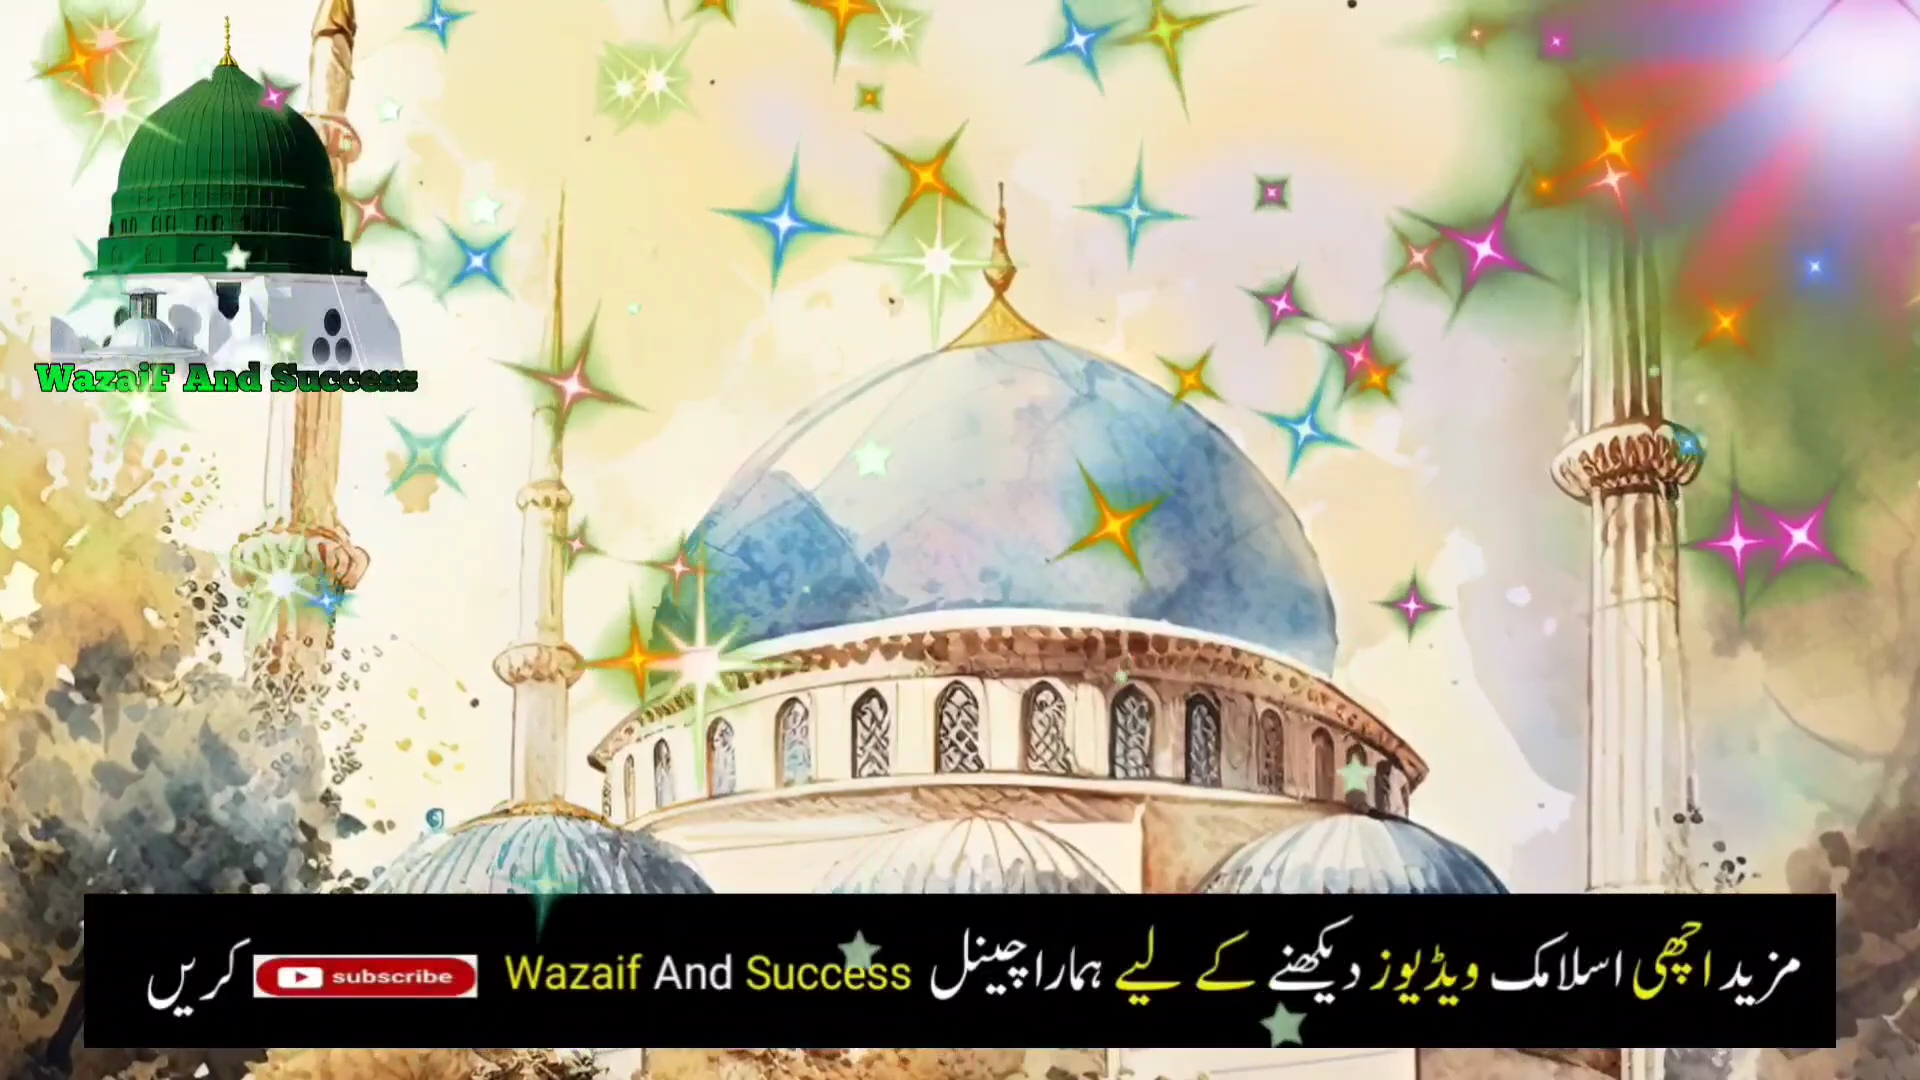 WazaiF And Success
مزید اچھی اسلامک ویڈیوز دیکھنے کے لیے ہمارا چینل Wazaif And Success subscribe کریں